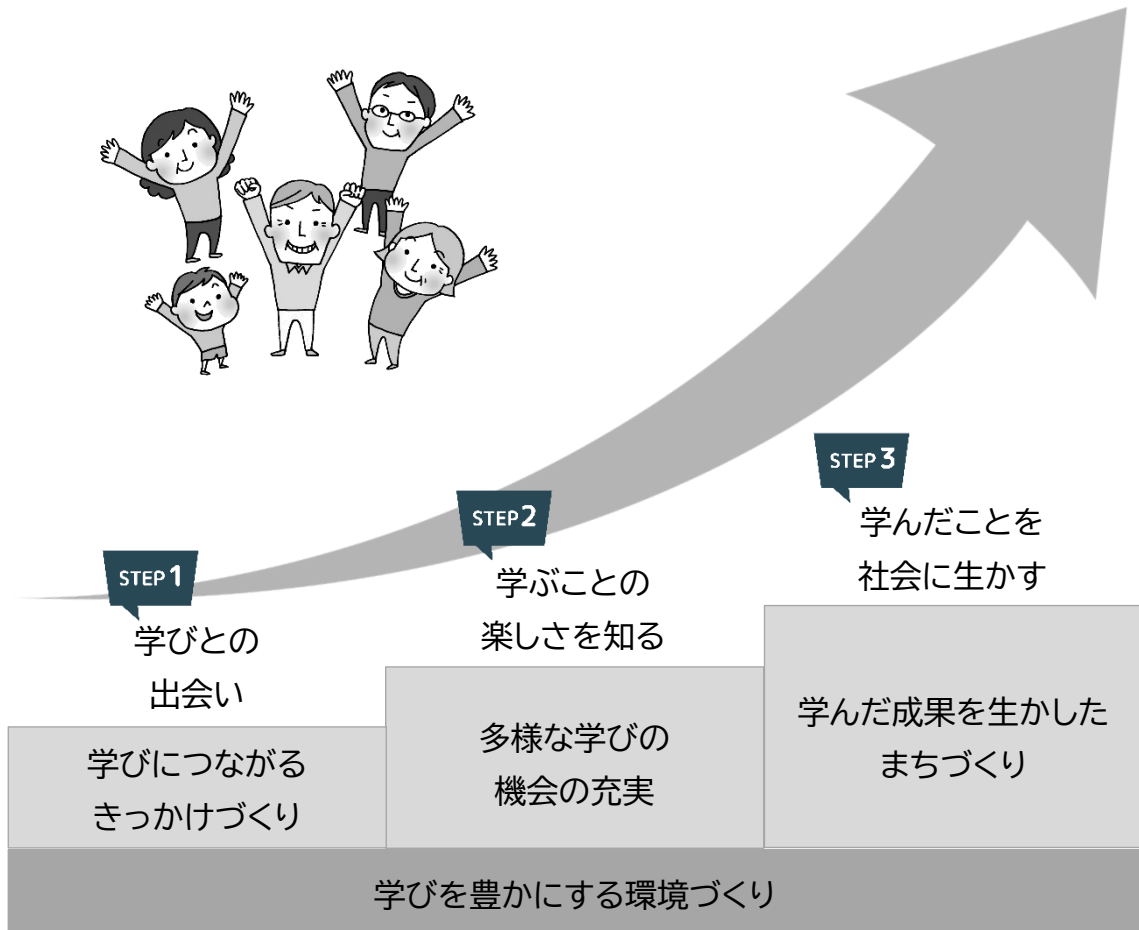 STEP 1
学びとの
出会い
学びにつながる
きっかけづくり
STEP 2
学ぶことの
楽しさを知る
多様な学びの
機会の充実
STEP 3
学んだことを
社会に生かす
学んだ成果を生かした
まちづくり
学びを豊かにする環境づくり